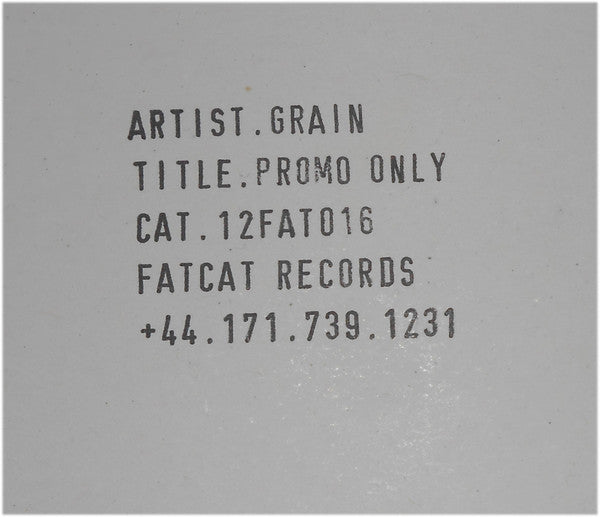 ARTIST.GRAIN
TITLE.PROMO ONLY
CAT.12FAT016
FATCAT RECORDS
+44.171.739.1231